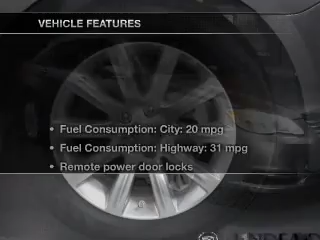 VEHICLE FEATURES
• Fuel Consumption: City: 20 mpg
• Fuel Consumption: Highway: 31 mpg
• Remote power door locks